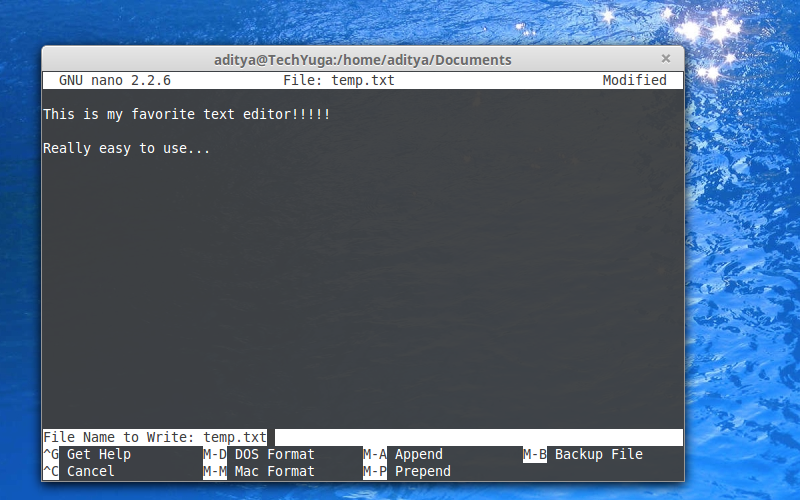 aditya@TechYuga:/home/aditya/Documents
GNU nano 2.2.6 File: temp.txt Modified
This is my favorite text editor!!!!!
Really easy to use...
File Name to Write: temp.txt
^G Get Help M-D DOS Format M-A Append M-B Backup File
^C Cancel M-M Mac Format M-P Prepend